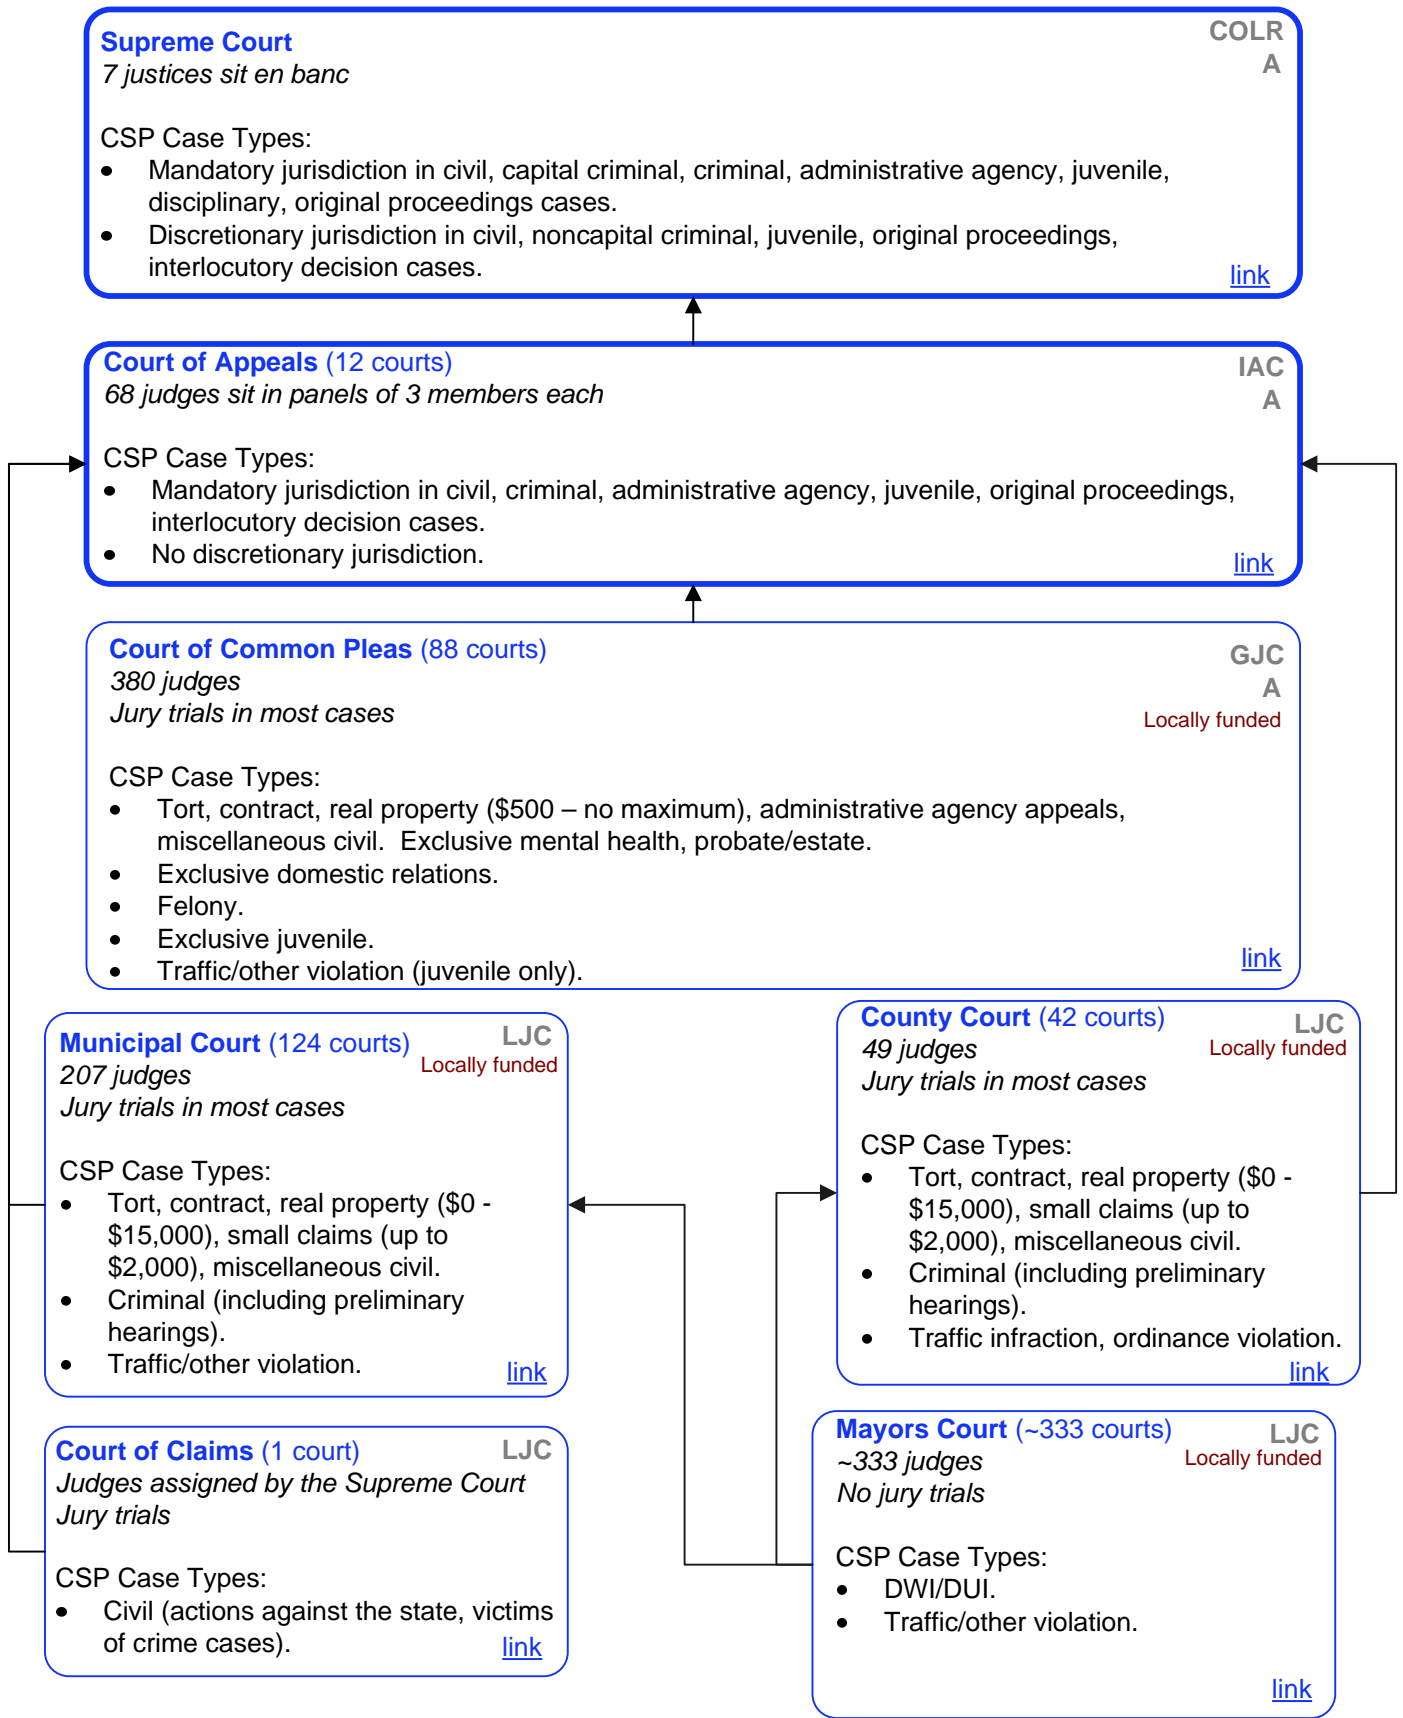 Supreme Court
COLR
7 justices sit en banc
A
CSP Case Types:
• Mandatory jurisdiction in civil, capital criminal, criminal, administrative agency, juvenile,
disciplinary, original proceedings cases.
• Discretionary jurisdiction in civil, noncapital criminal, juvenile, original proceedings,
interlocutory decision cases.
link
Court of Appeals (12 courts)
IAC
68 judges sit in panels of 3 members each
A
CSP Case Types:
• Mandatory jurisdiction in civil, criminal, administrative agency, juvenile, original proceedings,
interlocutory decision cases.
• No discretionary jurisdiction.
link
Court of Common Pleas (88 courts)
GJC
380 judges
A
Jury trials in most cases
Locally funded
CSP Case Types:
• Tort, contract, real property ($500 – no maximum), administrative agency appeals,
miscellaneous civil.  Exclusive mental health, probate/estate.
• Exclusive domestic relations.
• Felony.
• Exclusive juvenile.
• Traffic/other violation (juvenile only).
link
Municipal Court (124 courts)
LJC
Locally funded
207 judges
Jury trials in most cases
CSP Case Types:
• Tort, contract, real property ($0 -
$15,000), small claims (up to
$2,000), miscellaneous civil.
• Criminal (including preliminary
hearings).
• Traffic/other violation.
link
County Court (42 courts)
LJC
49 judges
Locally funded
Jury trials in most cases
CSP Case Types:
• Tort, contract, real property ($0 -
$15,000), small claims (up to
$2,000), miscellaneous civil.
• Criminal (including preliminary
hearings).
• Traffic infraction, ordinance violation.
link
Court of Claims (1 court)
LJC
Judges assigned by the Supreme Court
Jury trials
CSP Case Types:
• Civil (actions against the state, victims
of crime cases).
link
Mayors Court (~333 courts)
LJC
~333 judges
Locally funded
No jury trials
CSP Case Types:
• DWI/DUI.
• Traffic/other violation.
link